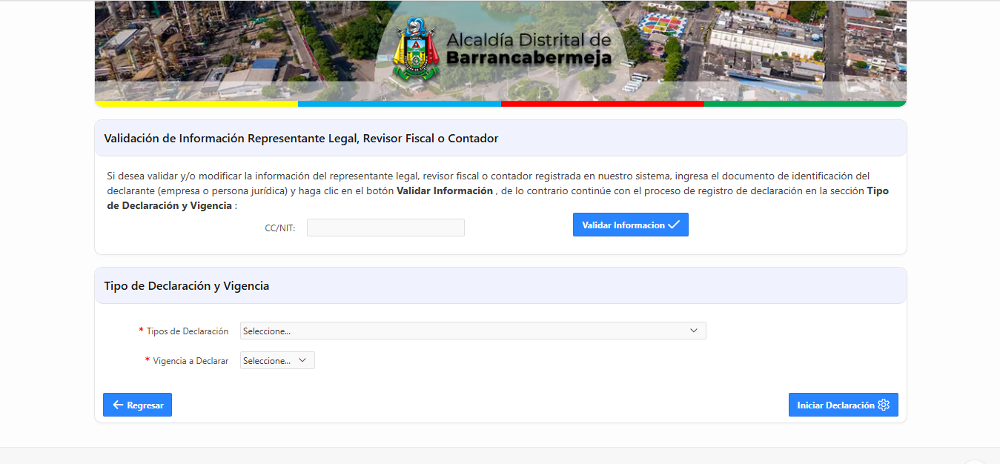 Alcaldía Distrital de
Barrancabermeja
Validación de Información Representante Legal, Revisor Fiscal o Contador
Si desea validar y/o modificar la información del representante legal, revisor fiscal o contador registrada en nuestro sistema, ingresa el documento de identificación del
declarante (empresa o persona jurídica) y haga clic en el botón Validar Información , de lo contrario continúe con el proceso de registro de declaración en la sección Tipo
de Declaración y Vigencia :
CC/NIT:
Validar Informacion
Tipo de Declaración y Vigencia
* Tipos de Declaración Seleccione...
* Vigencia a Declarar Seleccione...
Regresar
Iniciar Declaración